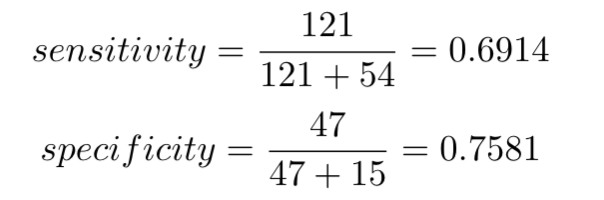 sensitivity = 121 / 121 + 54 = 0.6914
specificity = 47 / 47 + 15 = 0.7581